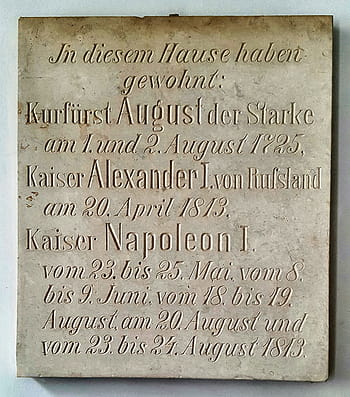 In diesem Hause haben
gewohnt:
Kurfürst August der Starke
am 1. und 2. August 1725.
Kaiser Alexander I. von Rußland
am 20. April 1813.
Kaiser Napoleon I.
vom 23. bis 25. Mai, vom 8.
bis 9. Juni, vom 18. bis 19.
August, am 20. August und
vom 23. bis 24. August 1813.